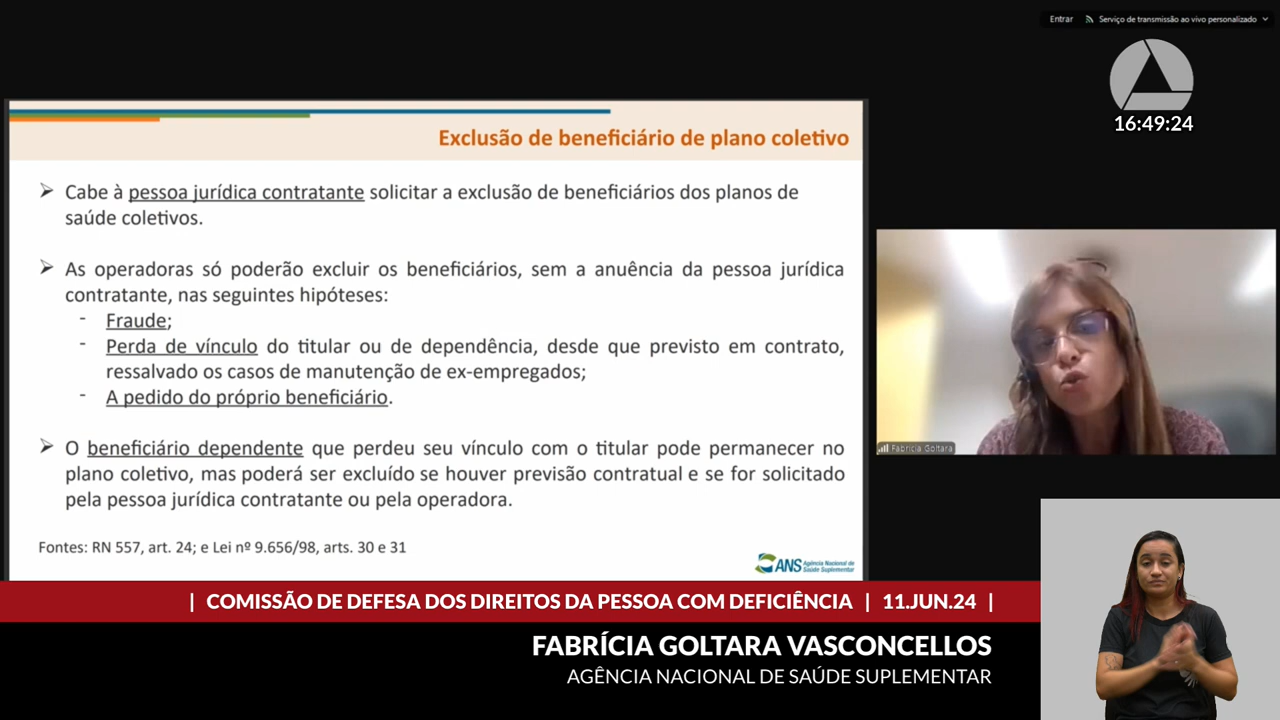 Entrar Serviço de transmissão ao vivo personalizado
16:49:24
Exclusão de beneficiário de plano coletivo
Cabe à pessoa jurídica contratante solicitar a exclusão de beneficiários dos planos de
saúde coletivos.
As operadoras só poderão excluir os beneficiários, sem a anuência da pessoa jurídica
contratante, nas seguintes hipóteses:
- Fraude;
- Perda de vínculo do titular ou de dependência, desde que previsto em contrato,
ressalvado os casos de manutenção de ex-empregados;
- A pedido do próprio beneficiário.
O beneficiário dependente que perdeu seu vínculo com o titular pode permanecer no
plano coletivo, mas poderá ser excluído se houver previsão contratual e se for solicitado
pela pessoa jurídica contratante ou pela operadora.
Fontes: RN 557, art. 24; e Lei nº 9.656/98, arts. 30 e 31
ANS Agência Nacional de
Saúde Suplementar
Fabrícia Goltara
| COMISSÃO DE DEFESA DOS DIREITOS DA PESSOA COM DEFICIÊNCIA | 11.JUN.24 |
FABRÍCIA GOLTARA VASCONCELLOS
AGÊNCIA NACIONAL DE SAÚDE SUPLEMENTAR